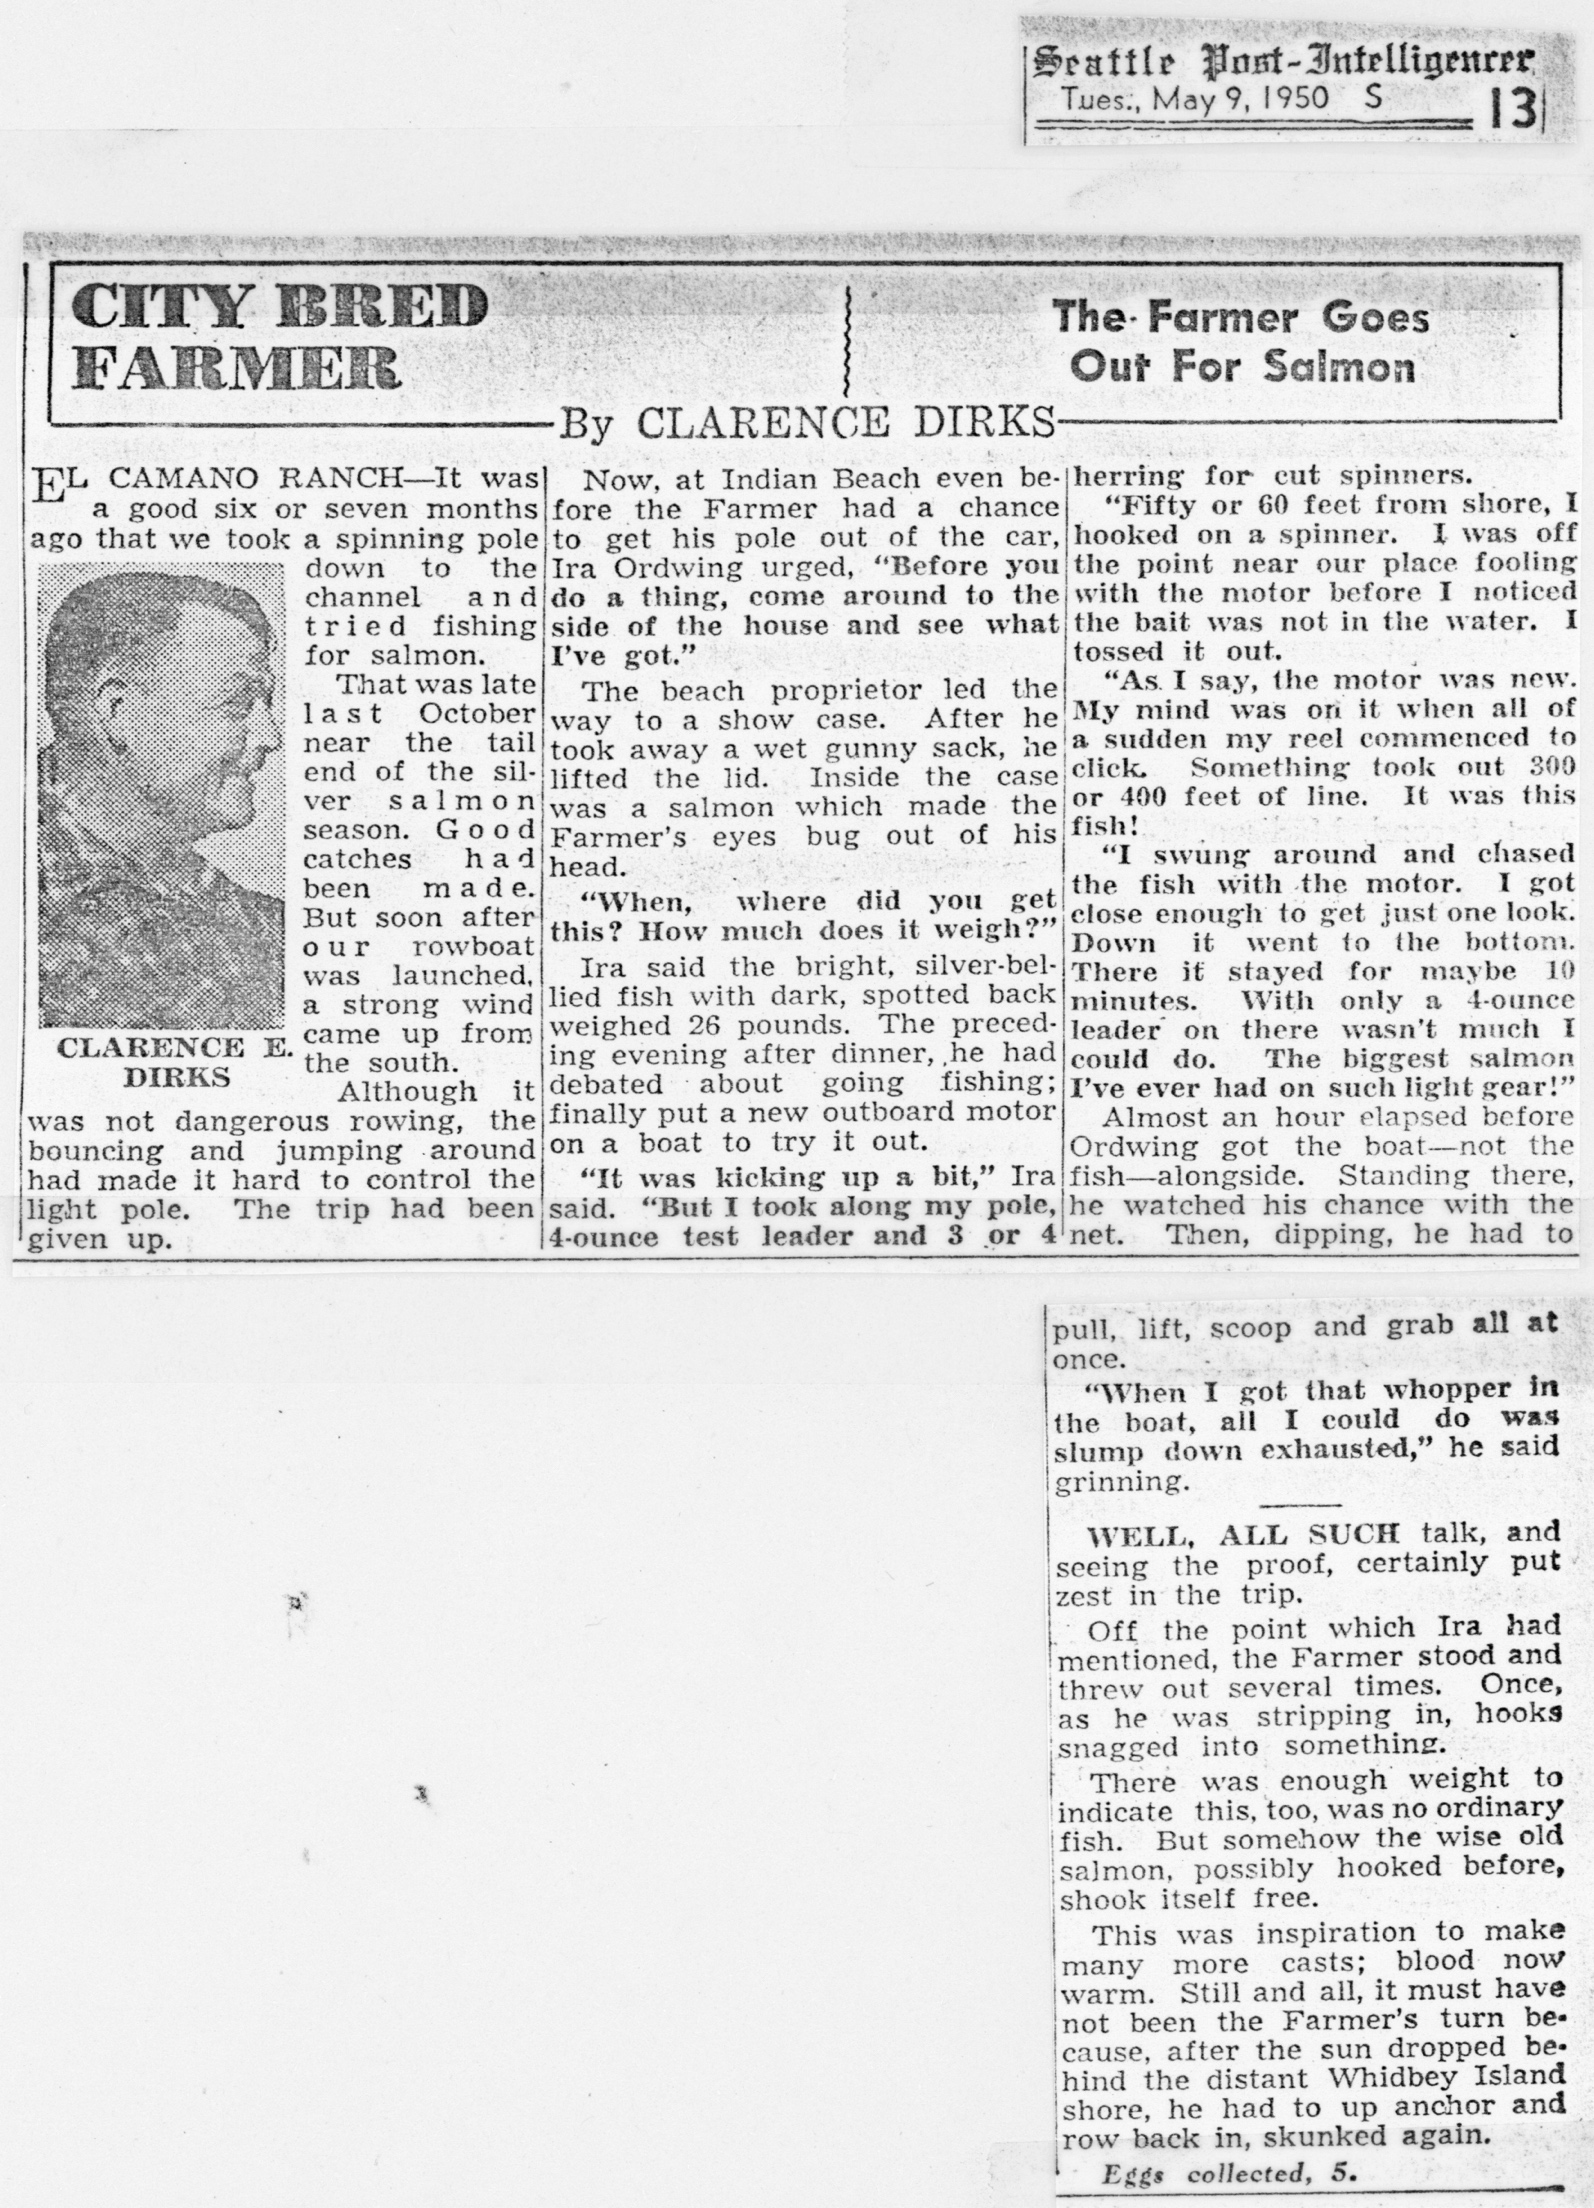 Seattle Post-Intelligencer
Tues., May 9, 1950 S 13
CITY BRED
FARMER
The Farmer Goes
Out For Salmon
By CLARENCE DIRKS
EL CAMANO RANCH—It was
a good six or seven months
ago that we took a spinning pole
down to the
channel and
tried fishing
for salmon.
That was late
last October
near the tail
end of the sil-
ver salmon
season. Good
catches had
been made.
But soon after
our rowboat
was launched,
a strong wind
came up from
the south.
CLARENCE E.
DIRKS
Although it
was not dangerous rowing, the
bouncing and jumping around
had made it hard to control the
light pole. The trip had been
given up.
Now, at Indian Beach even be-
fore the Farmer had a chance
to get his pole out of the car,
Ira Ordwing urged, “Before you
do a thing, come around to the
side of the house and see what
I’ve got.”
The beach proprietor led the
way to a show case. After he
took away a wet gunny sack, he
lifted the lid. Inside the case
was a salmon which made the
Farmer’s eyes bug out of his
head.
“When, where did you get
this? How much does it weigh?”
Ira said the bright, silver-bel-
lied fish with dark, spotted back
weighed 26 pounds. The preced-
ing evening after dinner, he had
debated about going fishing;
finally put a new outboard motor
on a boat to try it out.
“It was kicking up a bit,” Ira
said. “But I took along my pole,
4-ounce test leader and 3 or 4
herring for cut spinners.
“Fifty or 60 feet from shore, I
hooked on a spinner. I was off
the point near our place fooling
with the motor before I noticed
the bait was not in the water. I
tossed it out.
“As I say, the motor was new.
My mind was on it when all of
a sudden my reel commenced to
click. Something took out 300
or 400 feet of line. It was this
fish!
“I swung around and chased
the fish with the motor. I got
close enough to get just one look.
Down it went to the bottom.
There it stayed for maybe 10
minutes. With only a 4-ounce
leader on there wasn’t much I
could do. The biggest salmon
I’ve ever had on such light gear!”
Almost an hour elapsed before
Ordwing got the boat—not the
fish—alongside. Standing there,
he watched his chance with the
net. Then, dipping, he had to
pull, lift, scoop and grab all at
once.
“When I got that whopper in
the boat, all I could do was
slump down exhausted,” he said
grinning.
WELL, ALL SUCH talk, and
seeing the proof, certainly put
zest in the trip.
Off the point which Ira had
mentioned, the Farmer stood and
threw out several times. Once,
as he was stripping in, hooks
snagged into something.
There was enough weight to
indicate this, too, was no ordinary
fish. But somehow the wise old
salmon, possibly hooked before,
shook itself free.
This was inspiration to make
many more casts; blood now
warm. Still and all, it must have
not been the Farmer’s turn be-
cause, after the sun dropped be-
hind the distant Whidbey Island
shore, he had to up anchor and
row back in, skunked again.
Eggs collected, 5.